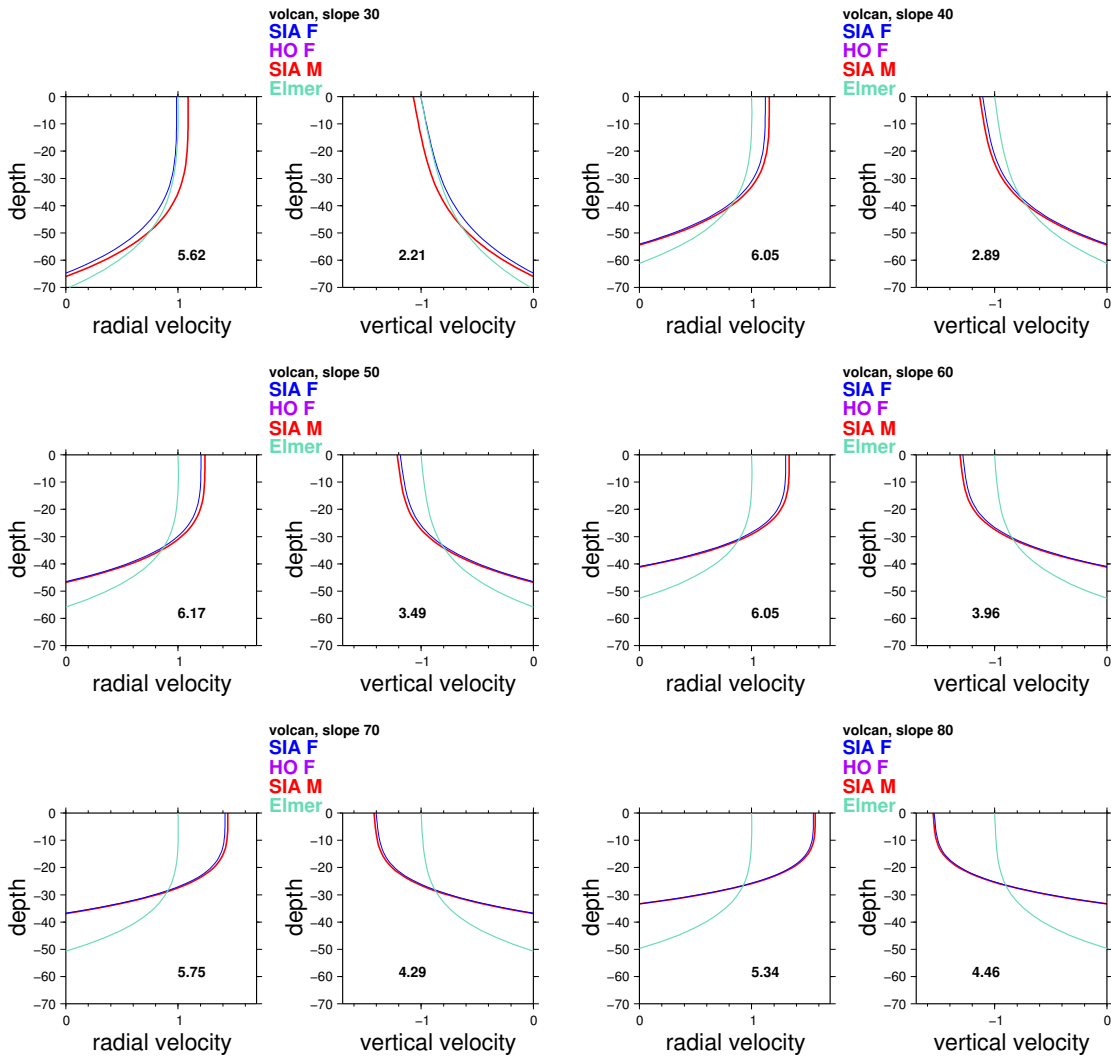 volcan, slope 30
SIA F
HO F
SIA M
Elmer
0
−10
−20
−30
−40
−50
−60
−70
depth
5.62
0 1
radial velocity
0
−10
−20
−30
−40
−50
−60
−70
depth
2.21
−1 0
vertical velocity
volcan, slope 40
SIA F
HO F
SIA M
Elmer
0
−10
−20
−30
−40
−50
−60
−70
depth
6.05
0 1
radial velocity
0
−10
−20
−30
−40
−50
−60
−70
depth
2.89
−1 0
vertical velocity
volcan, slope 50
SIA F
HO F
SIA M
Elmer
0
−10
−20
−30
−40
−50
−60
−70
depth
6.17
0 1
radial velocity
0
−10
−20
−30
−40
−50
−60
−70
depth
3.49
−1 0
vertical velocity
volcan, slope 60
SIA F
HO F
SIA M
Elmer
0
−10
−20
−30
−40
−50
−60
−70
depth
6.05
0 1
radial velocity
0
−10
−20
−30
−40
−50
−60
−70
depth
3.96
−1 0
vertical velocity
volcan, slope 70
SIA F
HO F
SIA M
Elmer
0
−10
−20
−30
−40
−50
−60
−70
depth
5.75
0 1
radial velocity
0
−10
−20
−30
−40
−50
−60
−70
depth
4.29
−1 0
vertical velocity
volcan, slope 80
SIA F
HO F
SIA M
Elmer
0
−10
−20
−30
−40
−50
−60
−70
depth
5.34
0 1
radial velocity
0
−10
−20
−30
−40
−50
−60
−70
depth
4.46
−1 0
vertical velocity